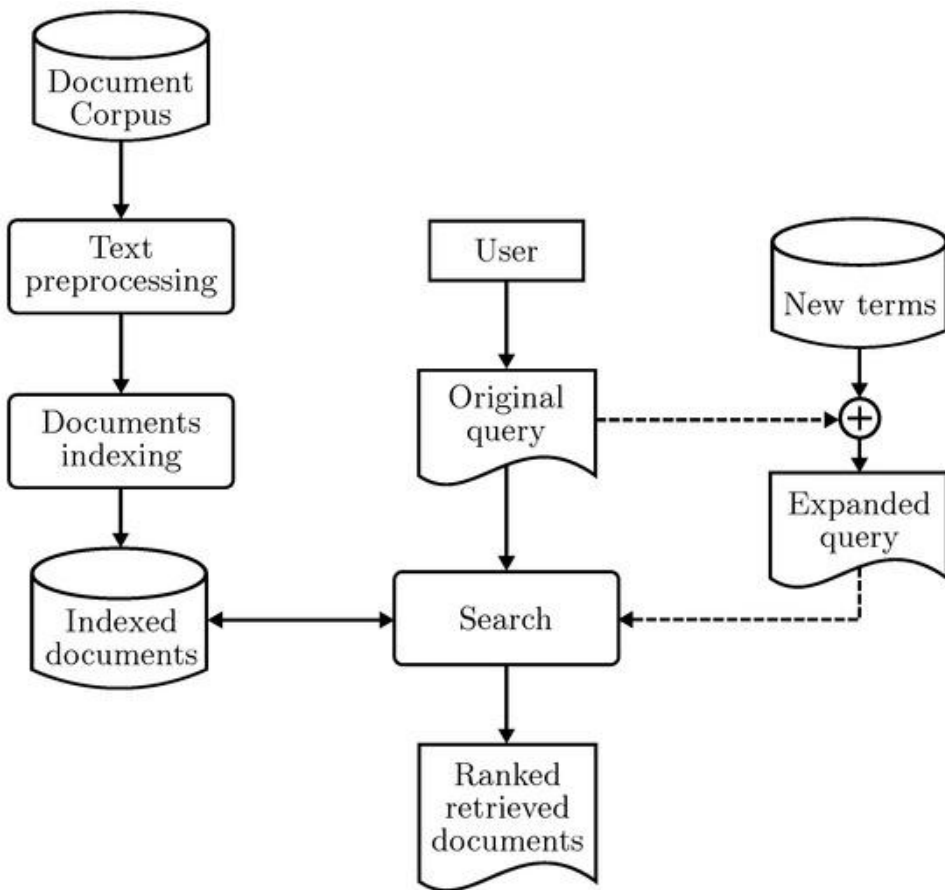 Document
Corpus
Text
preprocessing
Documents
indexing
Indexed
documents
User
Original
query
Search
Ranked
retrieved
documents
New terms
+
Expanded
query